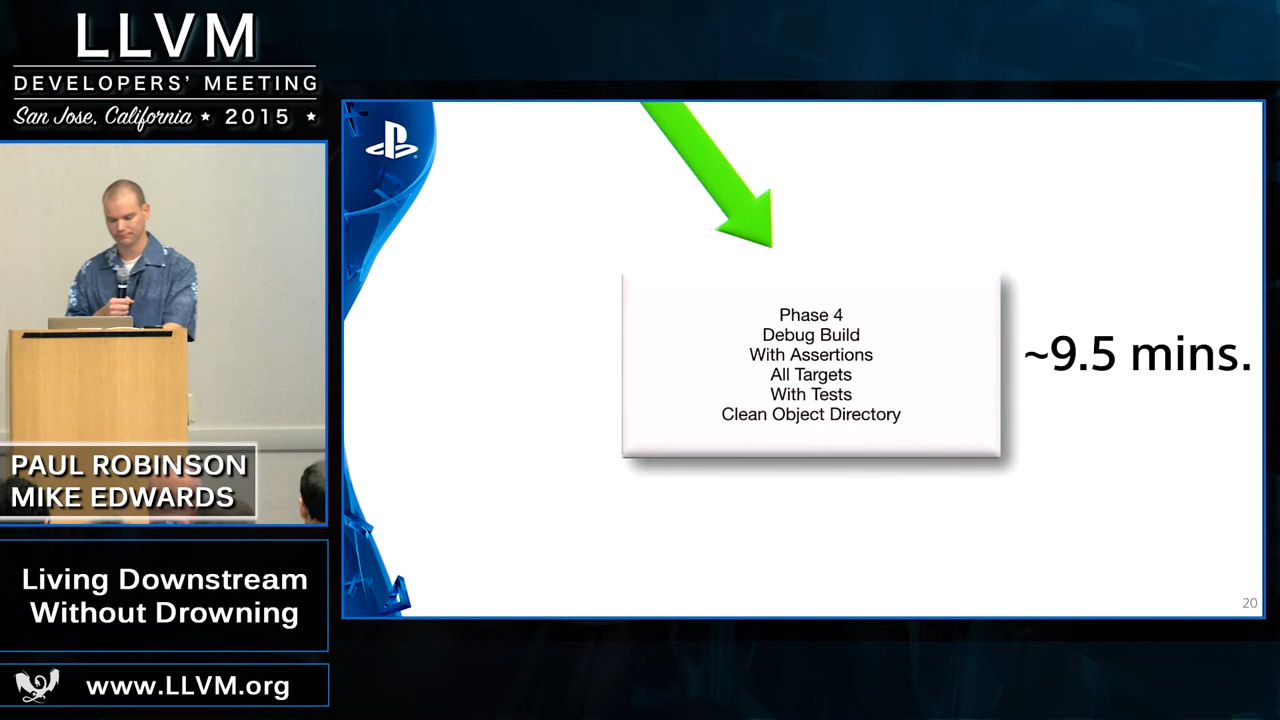 LLVM
DEVELOPERS' MEETING
San Jose, California ★ 2015 ★
Phase 4
Debug Build
With Assertions
All Targets
With Tests
Clean Object Directory
~9.5 mins.
20
PAUL ROBINSON
MIKE EDWARDS
Living Downstream
Without Drowning
www.LLVM.org